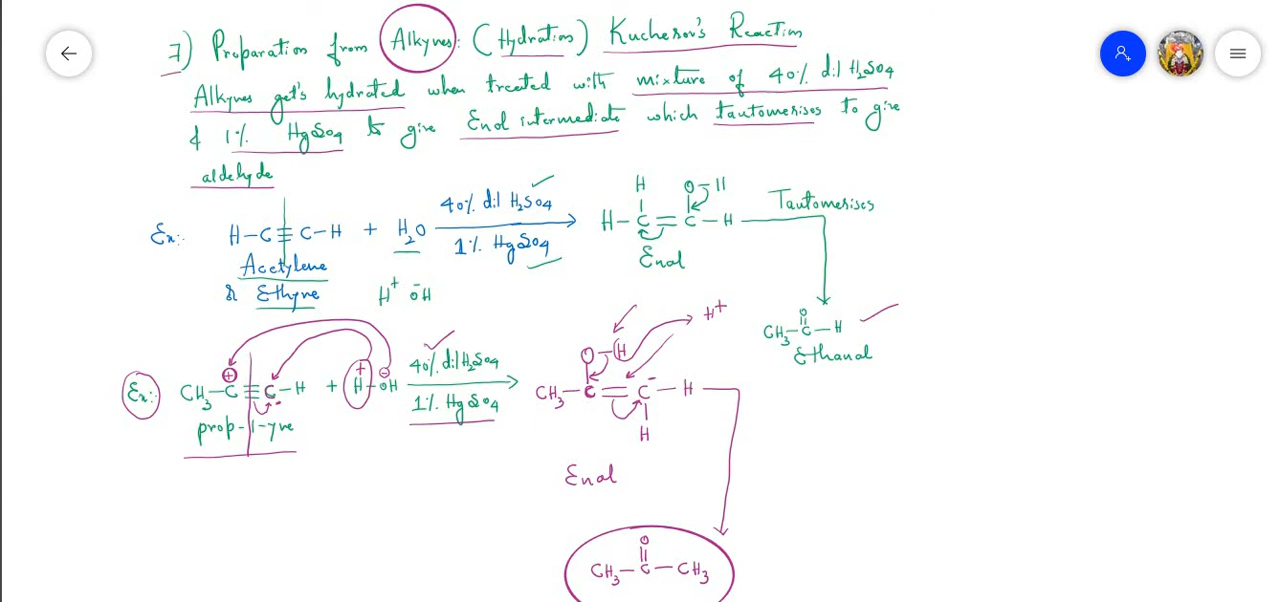 7) Preparation from Alkynes: (Hydration) Kucherov's Reaction
Alkynes get's hydrated when treated with mixture of 40% dil H2SO4
& 1% HgSO4 to give Enol intermediate which tautomerises to give
aldehyde
Ex:- H-C≡C-H + H2O 40% dil H2SO4 1% HgSO4 H H-C=C-H O-H Tautomerises
Acetylene Enol
& Ethyne H+ ŌH
CH3-C-H O
Ethanal
Ex:- CH3-C≡C-H + H-OH 40% dil H2SO4 1% HgSO4 CH3-C=C-H O-H H H+
prop-1-yne
Enol
O
CH3-C-CH3